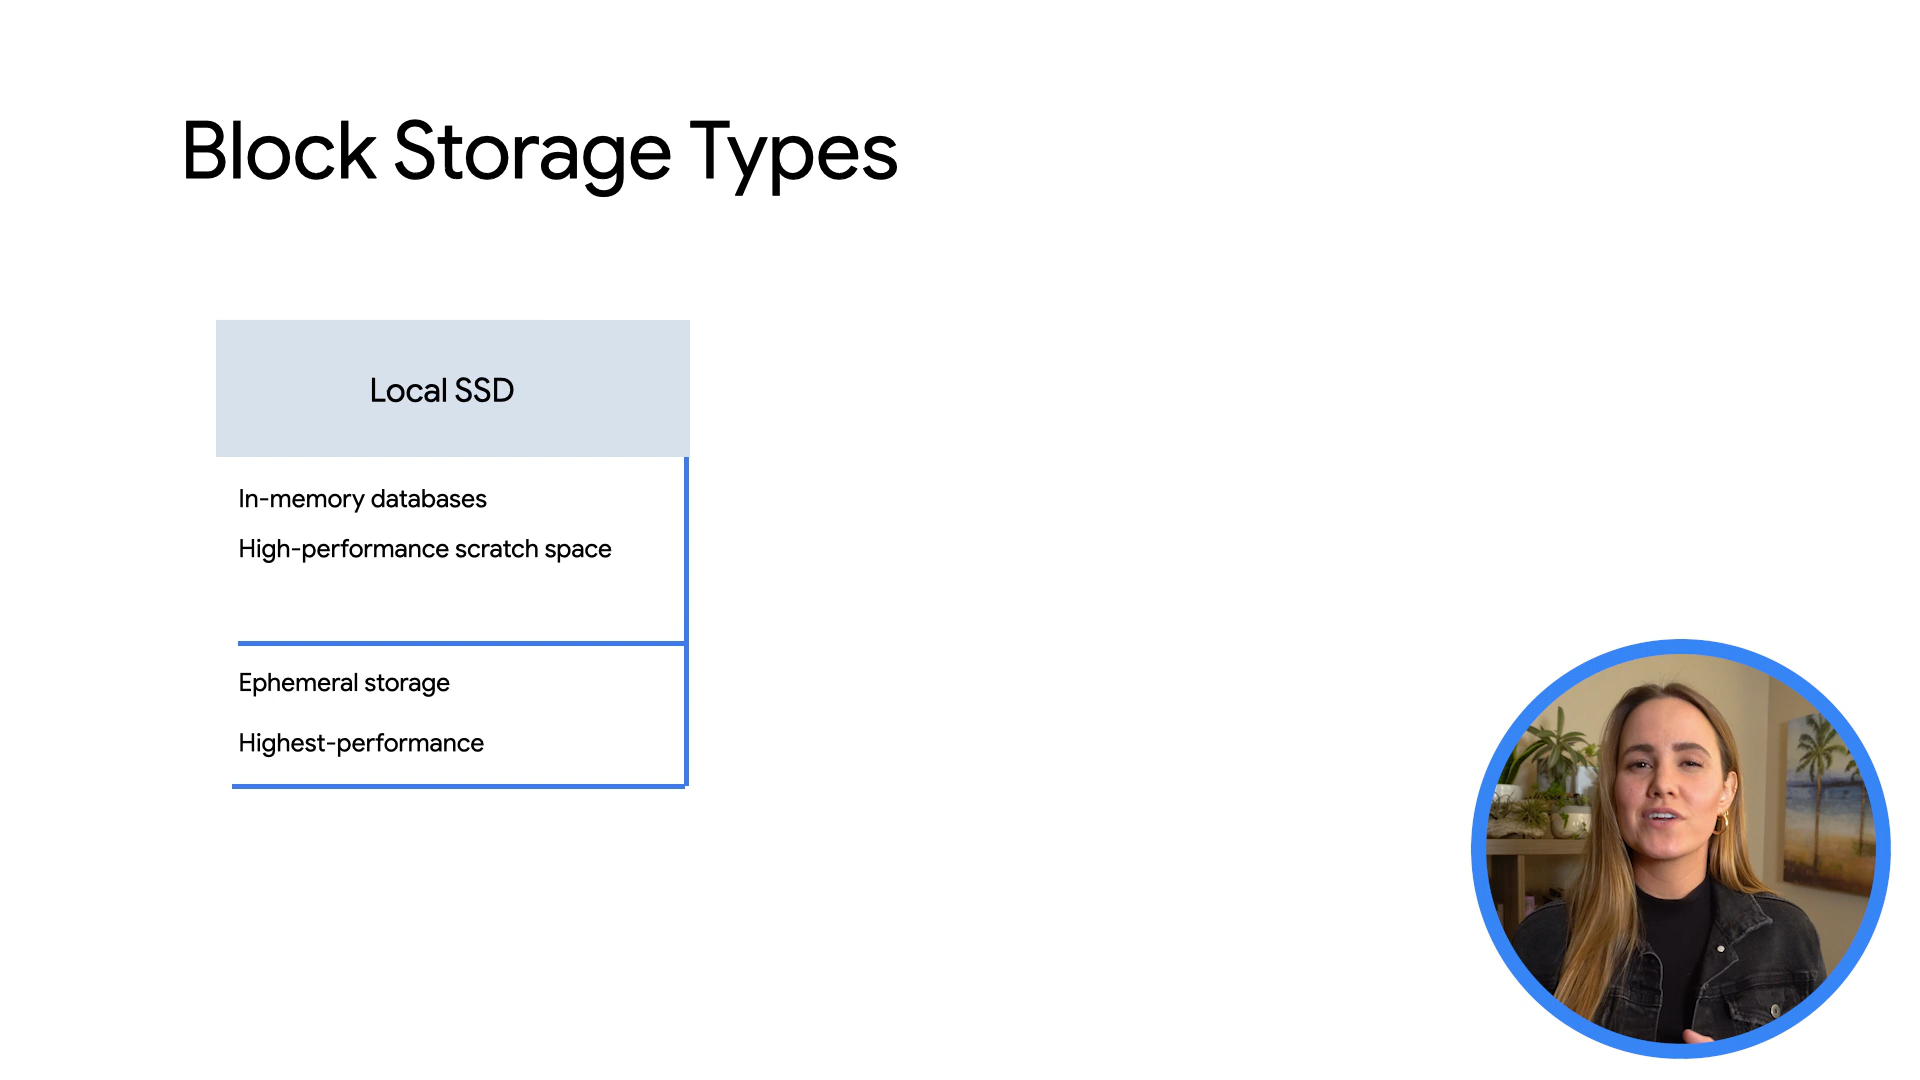 Block Storage Types
Local SSD
In-memory databases
High-performance scratch space
Ephemeral storage
Highest-performance